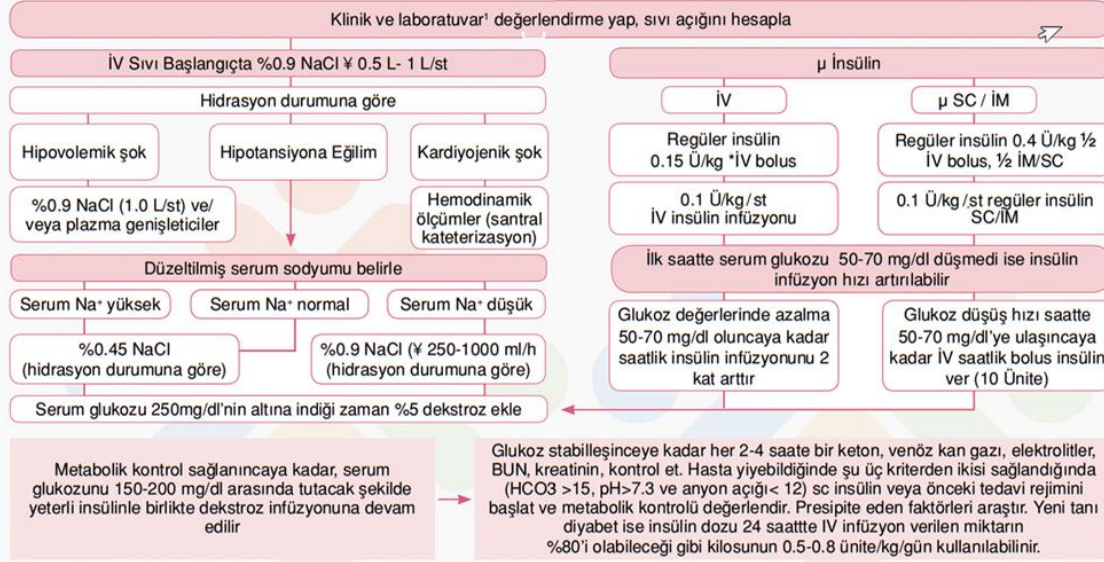 Klinik ve laboratuvar¹ değerlendirme yap, sıvı açığını hesapla
İV Sıvı Başlangıçta %0.9 NaCl ¥ 0.5 L- 1 L/st
Hidrasyon durumuna göre
Hipovolemik şok
Hipotansiyona Eğilim
Kardiyojenik şok
%0.9 NaCl (1.0 L/st) ve/
veya plazma genişleticiler
Hemodinamik
ölçümler (santral
kateterizasyon)
Düzeltilmiş serum sodyumu belirle
Serum Na⁺ yüksek
Serum Na⁺ normal
Serum Na⁺ düşük
%0.45 NaCl
(hidrasyon durumuna göre)
%0.9 NaCl (¥ 250-1000 ml/h
(hidrasyon durumuna göre)
µ İnsülin
İV
µ SC / İM
Regüler insülin
0.15 Ü/kg *İV bolus
Regüler insülin 0.4 Ü/kg ½
İV bolus, ½ İM/SC
0.1 Ü/kg/st
İV insülin infüzyonu
0.1 Ü/kg/st regüler insülin
SC/İM
İlk saatte serum glukozu 50-70 mg/dl düşmedi ise insülin
infüzyon hızı artırılabilir
Glukoz değerlerinde azalma
50-70 mg/dl oluncaya kadar
saatlik insülin infüzyonunu 2
kat arttır
Glukoz düşüş hızı saatte
50-70 mg/dl'ye ulaşıncaya
kadar İV saatlik bolus insülin
ver (10 Ünite)
Serum glukozu 250mg/dl'nin altına indiği zaman %5 dekstroz ekle
Metabolik kontrol sağlanıncaya kadar, serum
glukozunu 150-200 mg/dl arasında tutacak şekilde
yeterli insülinle birlikte dekstroz infüzyonuna devam
edilir
Glukoz stabilleşinceye kadar her 2-4 saate bir keton, venöz kan gazı, elektrolitler,
BUN, kreatinin, kontrol et. Hasta yiyebildiğinde şu üç kriterden ikisi sağlandığında
(HCO3 >15, pH>7.3 ve anyon açığı< 12) sc insülin veya önceki tedavi rejimini
başlat ve metabolik kontrolü değerlendir. Presipite eden faktörleri araştır. Yeni tanı
diyabet ise insülin dozu 24 saattte IV infüzyon verilen miktarın
%80'i olabileceği gibi kilosunun 0.5-0.8 ünite/kg/gün kullanılabilinir.